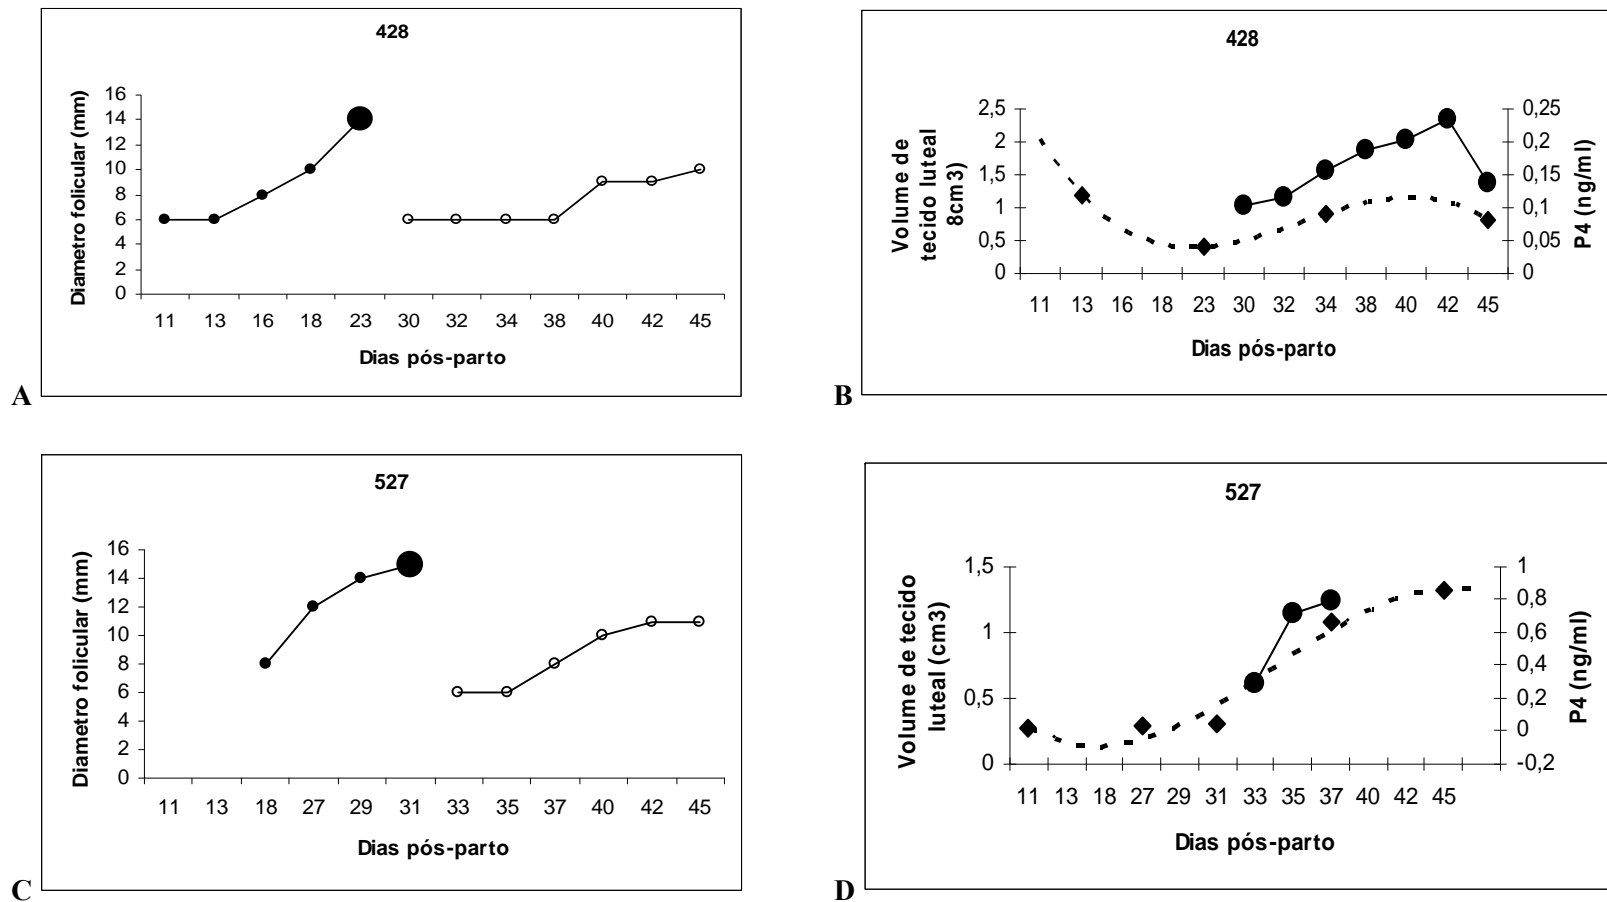 428
Diametro folicular (mm)
16
14
12
10
8
6
4
2
0
11 13 16 18 23 30 32 34 38 40 42 45
Dias pós-parto
A
428
Volume de
tecido luteal
8cm3)
2,5
2
1,5
1
0,5
0
0,25
0,2
0,15
0,1
0,05
0
P4 (ng/ml)
11 13 16 18 23 30 32 34 38 40 42 45
Dias pós-parto
B
527
Diametro folicular (mm)
16
14
12
10
8
6
4
2
0
11 13 18 27 29 31 33 35 37 40 42 45
Dias pós-parto
C
527
Volume de tecido
luteal (cm3)
1,5
1
0,5
0
1
0,8
0,6
0,4
0,2
0
-0,2
P4 (ng/ml)
11 13 18 27 29 31 33 35 37 40 42 45
Dias pós-parto
D